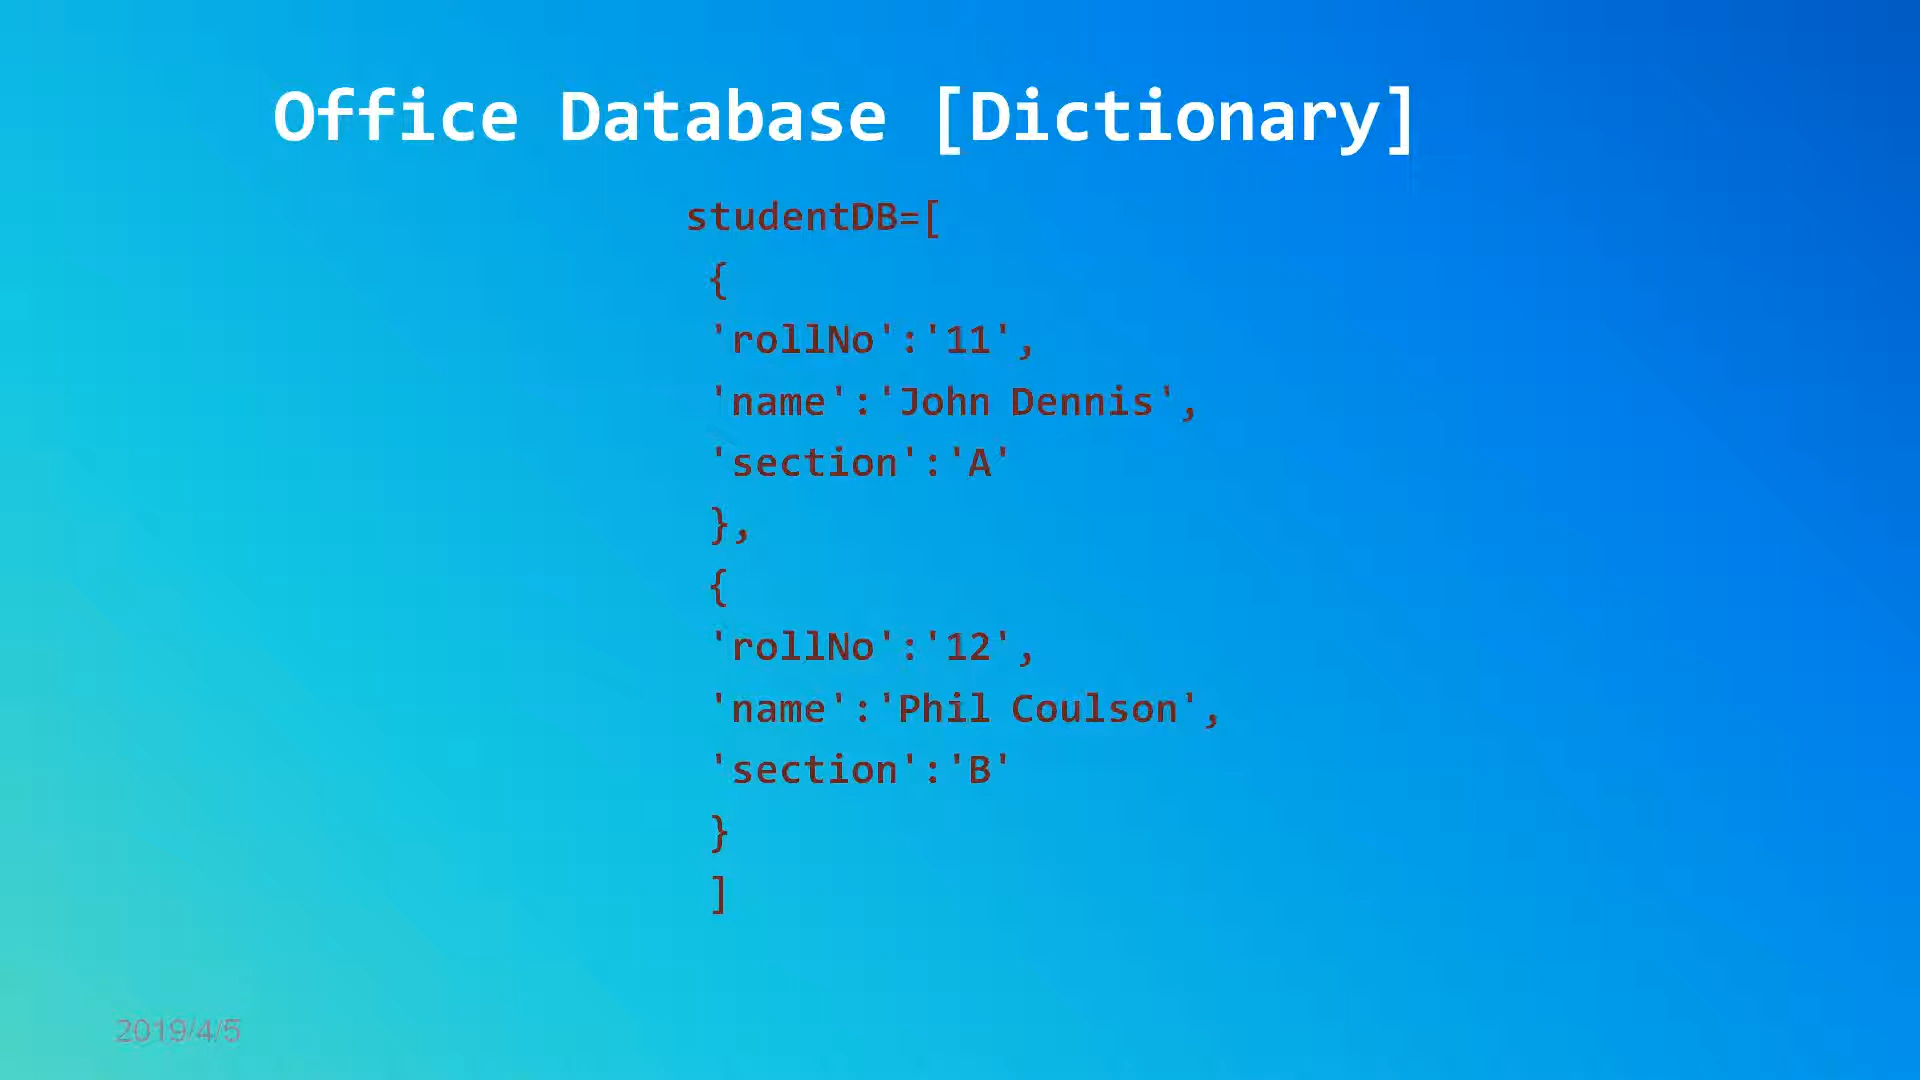 Office Database [Dictionary]
studentDB=[
{
'rollNo':'11',
'name':'John Dennis',
'section':'A'
},
{
'rollNo':'12',
'name':'Phil Coulson',
'section':'B'
}
]
2019/4/5